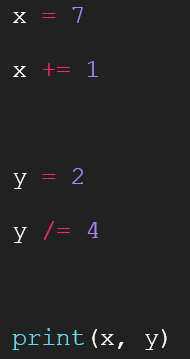 x = 7
x += 1
y = 2
y /= 4
print(x, y)